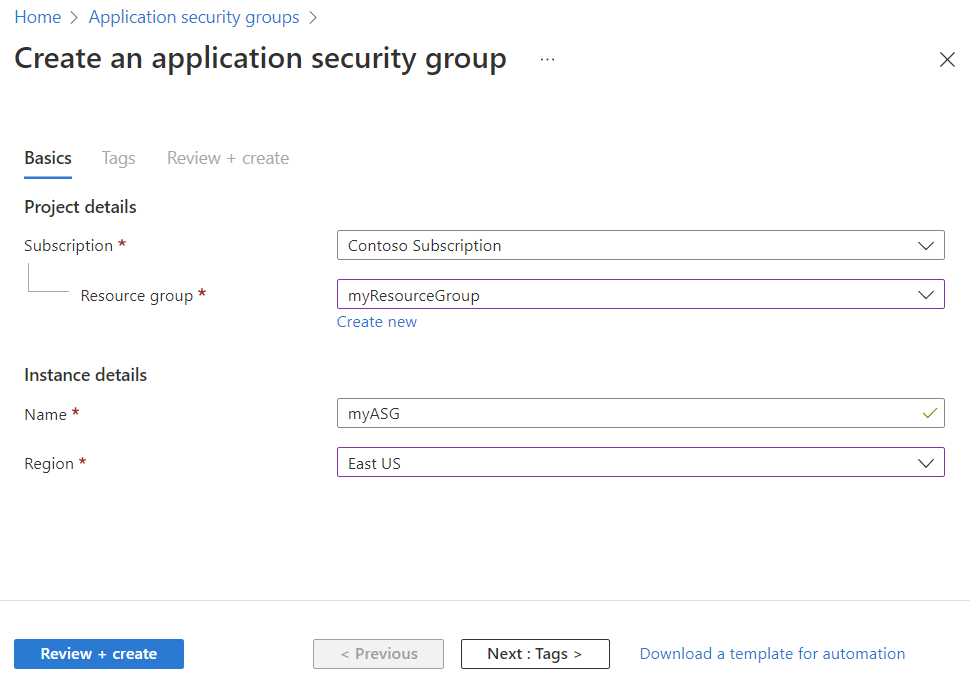 Home > Application security groups >
Create an application security group ...
Basics Tags Review + create
Project details
Subscription * Contoso Subscription
Resource group * myResourceGroup
Create new
Instance details
Name * myASG
Region * East US
Review + create < Previous Next : Tags > Download a template for automation